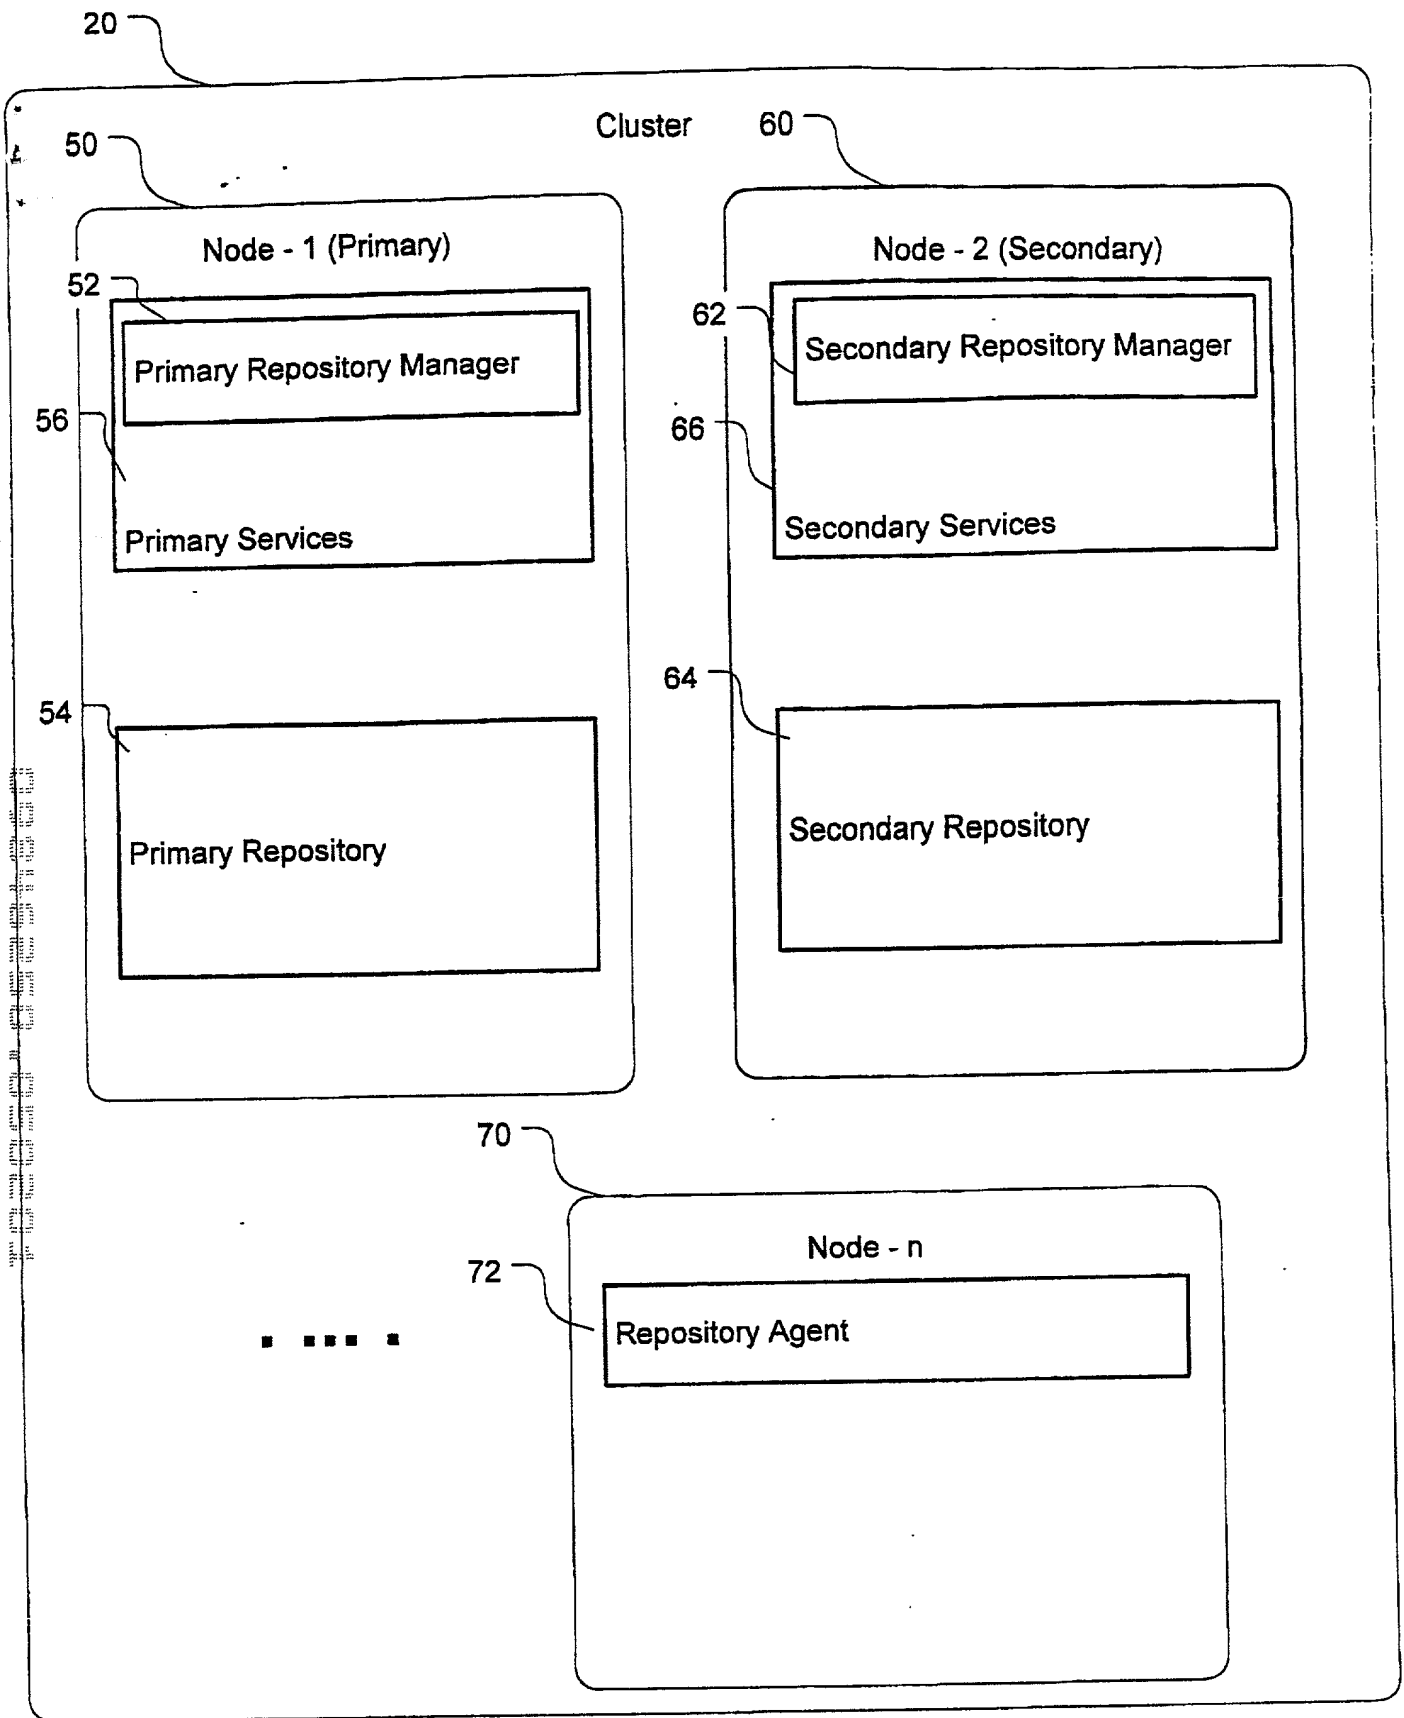 20
Cluster
50
60
Node - 1 (Primary)
Node - 2 (Secondary)
52
62
Primary Repository Manager
Secondary Repository Manager
56
66
Primary Services
Secondary Services
54
64
Primary Repository
Secondary Repository
70
Node - n
72
Repository Agent